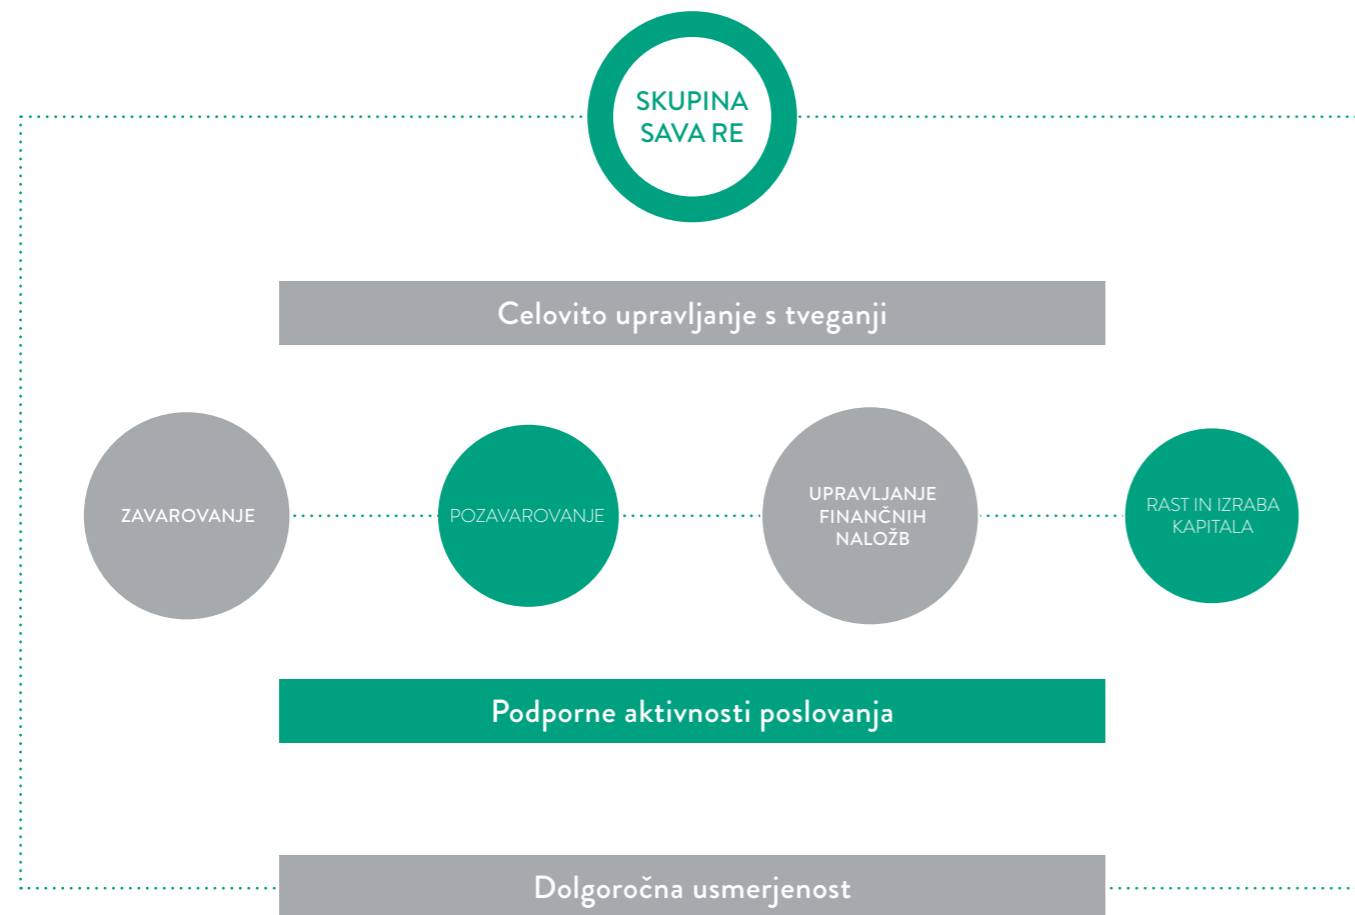 SKUPINA
SAVA RE
Celovito upravljanje s tveganji
ZAVAROVANJE
POZAVAROVANJE
UPRAVLJANJE
FINANČNIH
NALOŽB
RAST IN IZRABA
KAPITALA
Podporne aktivnosti poslovanja
Dolgoročna usmerjenost